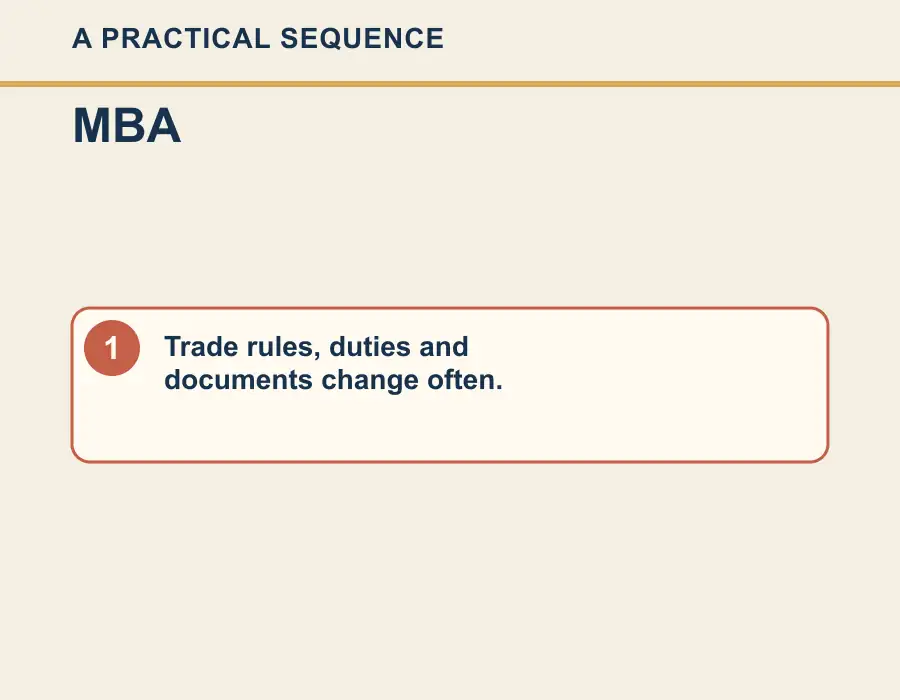 A PRACTICAL SEQUENCE
MBA
1
Trade rules, duties and
documents change often.